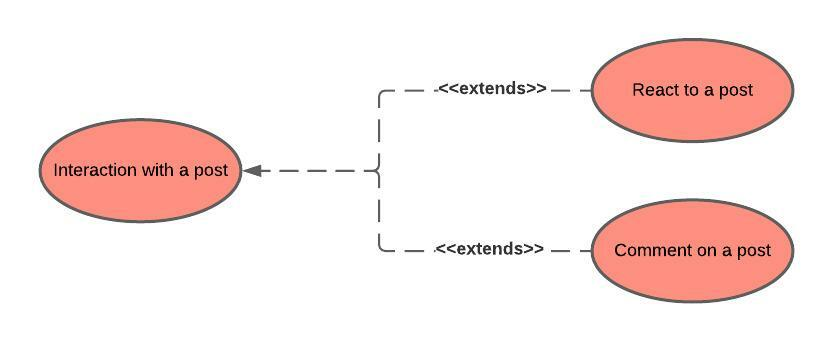 <<extends>>
React to a post
Interaction with a post
<<extends>>
Comment on a post